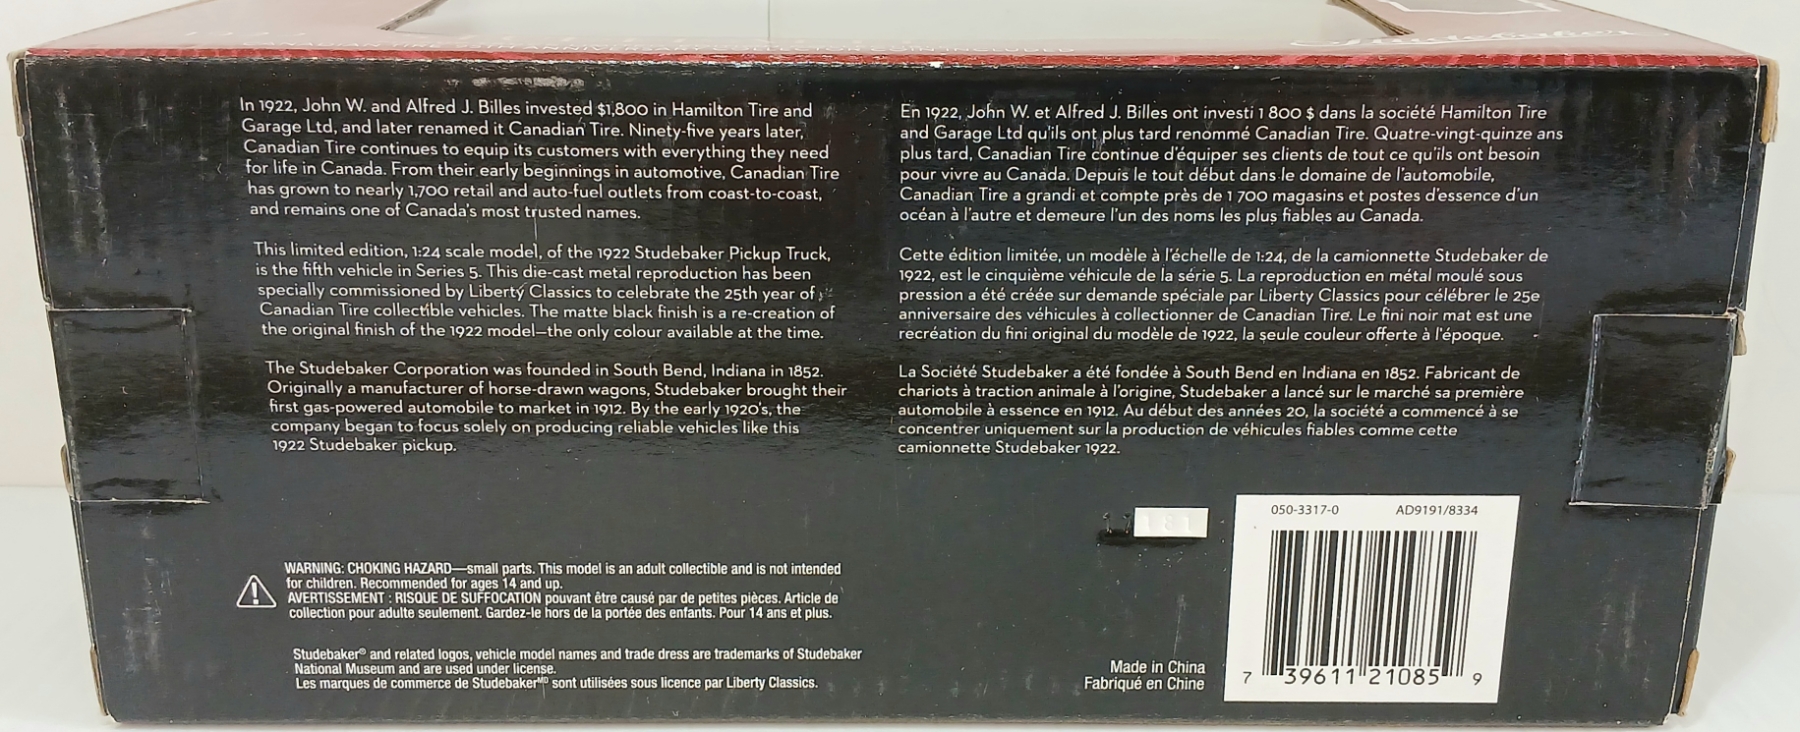 ANNIVERSARY COLLECTION COIN INCLUDED
Studebaker
In 1922, John W. and Alfred J. Billes invested $1,800 in Hamilton Tire and
Garage Ltd, and later renamed it Canadian Tire. Ninety-five years later,
Canadian Tire continues to equip its customers with everything they need
for life in Canada. From their early beginnings in automotive, Canadian Tire
has grown to nearly 1,700 retail and auto-fuel outlets from coast-to-coast,
and remains one of Canada's most trusted names.
This limited edition, 1:24 scale model, of the 1922 Studebaker Pickup Truck,
is the fifth vehicle in Series 5. This die-cast metal reproduction has been
specially commissioned by Liberty Classics to celebrate the 25th year of
Canadian Tire collectible vehicles. The matte black finish is a re-creation of
the original finish of the 1922 model—the only colour available at the time.
The Studebaker Corporation was founded in South Bend, Indiana in 1852.
Originally a manufacturer of horse-drawn wagons, Studebaker brought their
first gas-powered automobile to market in 1912. By the early 1920's, the
company began to focus solely on producing reliable vehicles like this
1922 Studebaker pickup.
En 1922, John W. et Alfred J. Billes ont investi 1 800 $ dans la société Hamilton Tire
and Garage Ltd qu'ils ont plus tard renommé Canadian Tire. Quatre-vingt-quinze ans
plus tard, Canadian Tire continue d'équiper ses clients de tout ce qu'ils ont besoin
pour vivre au Canada. Depuis le tout début dans le domaine de l'automobile,
Canadian Tire a grandi et compte près de 1 700 magasins et postes d'essence d'un
océan à l'autre et demeure l'un des noms les plus fiables au Canada.
Cette édition limitée, un modèle à l'échelle de 1:24, de la camionnette Studebaker de
1922, est le cinquième véhicule de la série 5. La reproduction en métal moulé sous
pression a été créée sur demande spéciale par Liberty Classics pour célébrer le 25e
anniversaire des véhicules à collectionner de Canadian Tire. Le fini noir mat est une
recréation du fini original du modèle de 1922, la seule couleur offerte à l'époque.
La Société Studebaker a été fondée à South Bend en Indiana en 1852. Fabricant de
chariots à traction animale à l'origine, Studebaker a lancé sur le marché sa première
automobile à essence en 1912. Au début des années 20, la société a commencé à se
concentrer uniquement sur la production de véhicules fiables comme cette
camionnette Studebaker 1922.
WARNING: CHOKING HAZARD—small parts. This model is an adult collectible and is not intended
for children. Recommended for ages 14 and up.
AVERTISSEMENT : RISQUE DE SUFFOCATION pouvant être causé par de petites pièces. Article de
collection pour adulte seulement. Gardez-le hors de la portée des enfants. Pour 14 ans et plus.
Studebaker® and related logos, vehicle model names and trade dress are trademarks of Studebaker
National Museum and are used under license.
Les marques de commerce de Studebaker MD sont utilisées sous licence par Liberty Classics.
Made in China
Fabriqué en Chine
050-3317-0 AD9191/8334
7 39611 21085 9